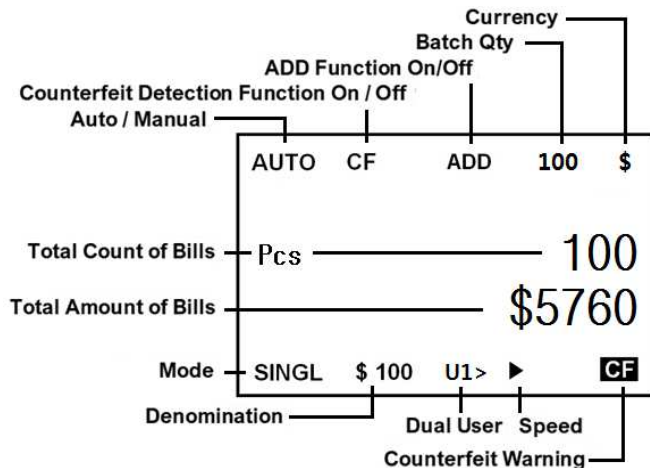 Currency
Batch Qty
ADD Function On/Off
Counterfeit Detection Function On / Off
Auto / Manual
AUTO CF ADD 100 $
Total Count of Bills Pcs 100
Total Amount of Bills $5760
Mode SINGL $ 100 U1> ▶ CF
Denomination
Dual User Speed
Counterfeit Warning